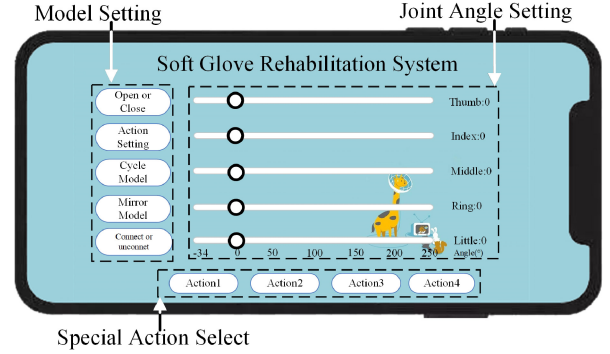 Model Setting
Joint Angle Setting
Soft Glove Rehabilitation System
Open or
Close
Action
Setting
Cycle
Model
Mirror
Model
Connect or
unconnet
Thumb:0
Index:0
Middle:0
Ring:0
Little:0
-34 0 50 100 150 200 250 Angle(°)
Action1 Action2 Action3 Action4
Special Action Select